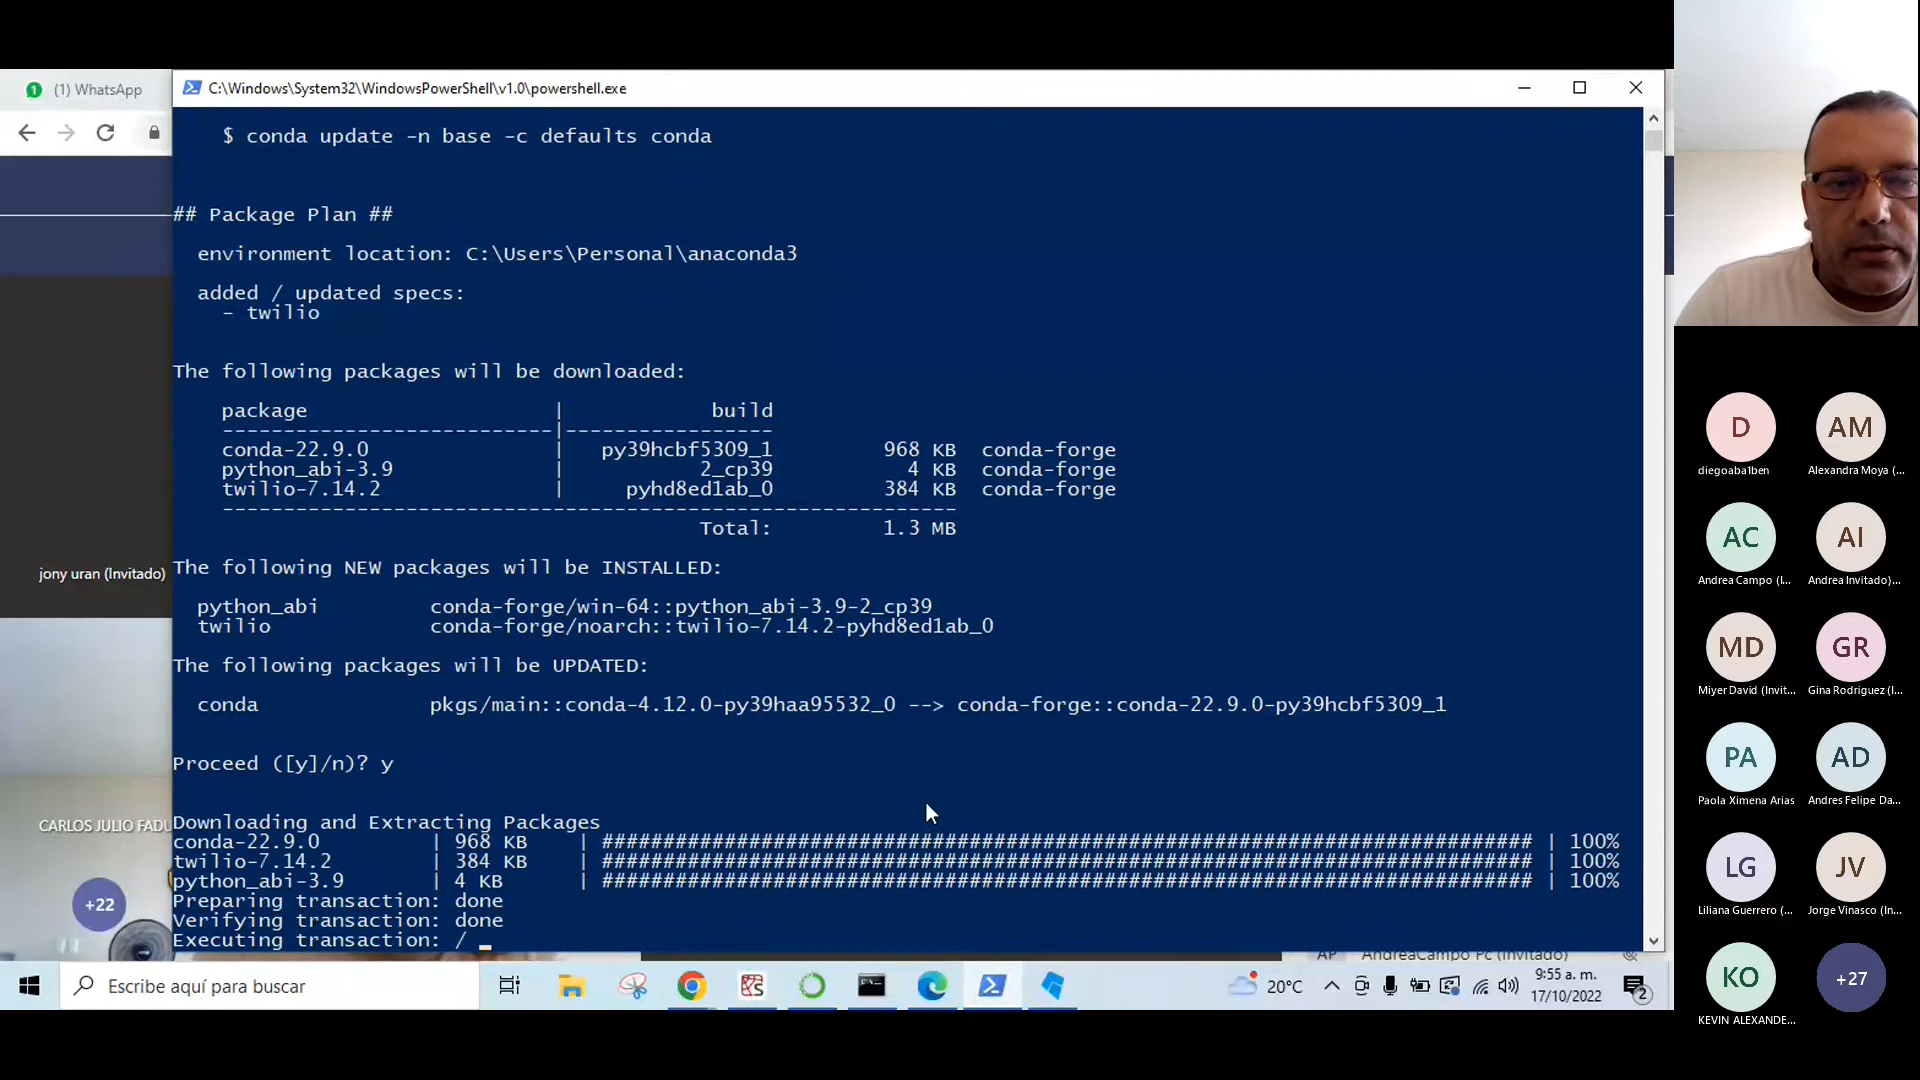 (1) WhatsApp
C:\Windows\System32\WindowsPowerShell\v1.0\powershell.exe
$ conda update -n base -c defaults conda
## Package Plan ##
environment location: C:\Users\Personal\anaconda3
added / updated specs:
- twilio
The following packages will be downloaded:
package | build
---------------------------|-----------------
conda-22.9.0 | py39hcbf5309_1 968 KB conda-forge
python_abi-3.9 | 2_cp39 4 KB conda-forge
twilio-7.14.2 | pyhd8ed1ab_0 384 KB conda-forge
------------------------------------------------------------
Total: 1.3 MB
The following NEW packages will be INSTALLED:
python_abi conda-forge/win-64::python_abi-3.9-2_cp39
twilio conda-forge/noarch::twilio-7.14.2-pyhd8ed1ab_0
The following packages will be UPDATED:
conda pkgs/main::conda-4.12.0-py39haa95532_0 --> conda-forge::conda-22.9.0-py39hcbf5309_1
Proceed ([y]/n)? y
Downloading and Extracting Packages
conda-22.9.0 | 968 KB | ############################################################################ | 100%
twilio-7.14.2 | 384 KB | ############################################################################ | 100%
python_abi-3.9 | 4 KB | ############################################################################ | 100%
Preparing transaction: done
Verifying transaction: done
Executing transaction: / _
jony uran (Invitado)
CARLOS JULIO FADU
+22
AP AndreaCampo Pc (Invitado)
Escribe aquí para buscar
20°C
9:55 a. m.
17/10/2022
2
D AM
diegoaba1ben Alexandra Moya (...
AC AI
Andrea Campo (I... Andrea Invitado)...
MD GR
Miyer David (Invit... Gina Rodriguez (I...
PA AD
Paola Ximena Arias Andres Felipe Da...
LG JV
Liliana Guerrero (... Jorge Vinasco (In...
KO +27
KEVIN ALEXANDE...